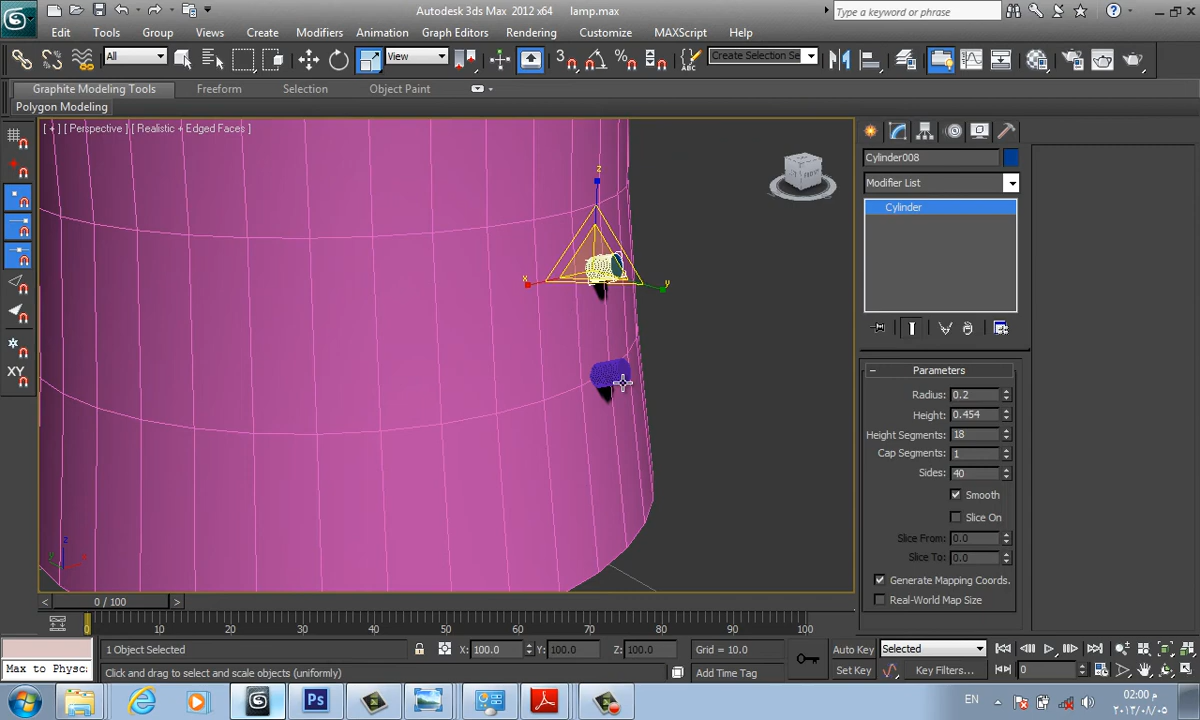 Autodesk 3ds Max 2012 x64 lamp.max
Type a keyword or phrase
Edit Tools Group Views Create Modifiers Animation Graph Editors Rendering Customize MAXScript Help
All View Create Selection Se
Graphite Modeling Tools Freeform Selection Object Paint
Polygon Modeling
[ + ] [ Perspective ] [ Realistic + Edged Faces ]
Cylinder008
Modifier List
Cylinder
z
x
y
XY
Parameters
Radius: 0.2
Height: 0.454
Height Segments: 18
Cap Segments: 1
Sides: 40
Smooth
Slice On
Slice From: 0.0
Slice To: 0.0
Generate Mapping Coords.
Real-World Map Size
0 / 100
0 10 20 30 40 50 60 70 80 90 100
1 Object Selected X: 100.0 Y: 100.0 Z: 100.0 Grid = 10.0 Auto Key Selected
Max to Physc Click and drag to select and scale objects (uniformly) Add Time Tag Set Key Key Filters... 0
EN
02:00 م
٢٠١٣/٠٨/٠٥